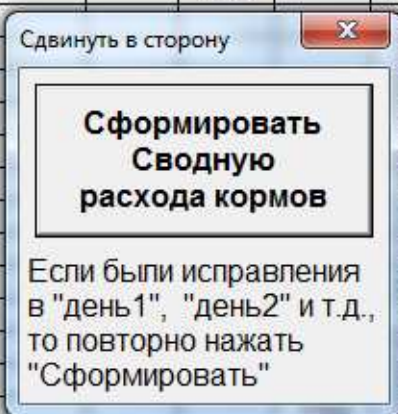 Сдвинуть в сторону
Сформировать
Сводную
расхода кормов
Если были исправления
в "день1", "день2" и т.д.,
то повторно нажать
"Сформировать"